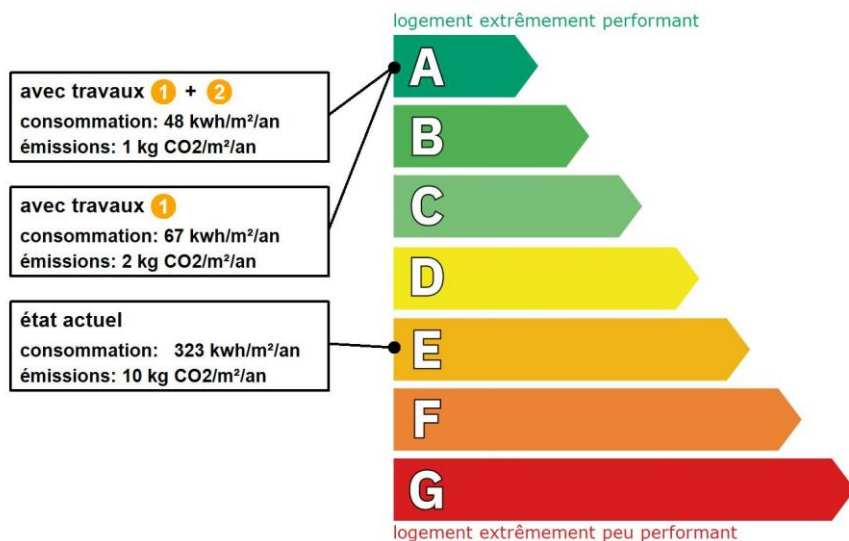 logement extrêmement performant
A
avec travaux 1 + 2
consommation: 48 kwh/m²/an
émissions: 1 kg CO2/m²/an
B
avec travaux 1
consommation: 67 kwh/m²/an
émissions: 2 kg CO2/m²/an
C
D
état actuel
consommation: 323 kwh/m²/an
émissions: 10 kg CO2/m²/an
E
F
G
logement extrêmement peu performant